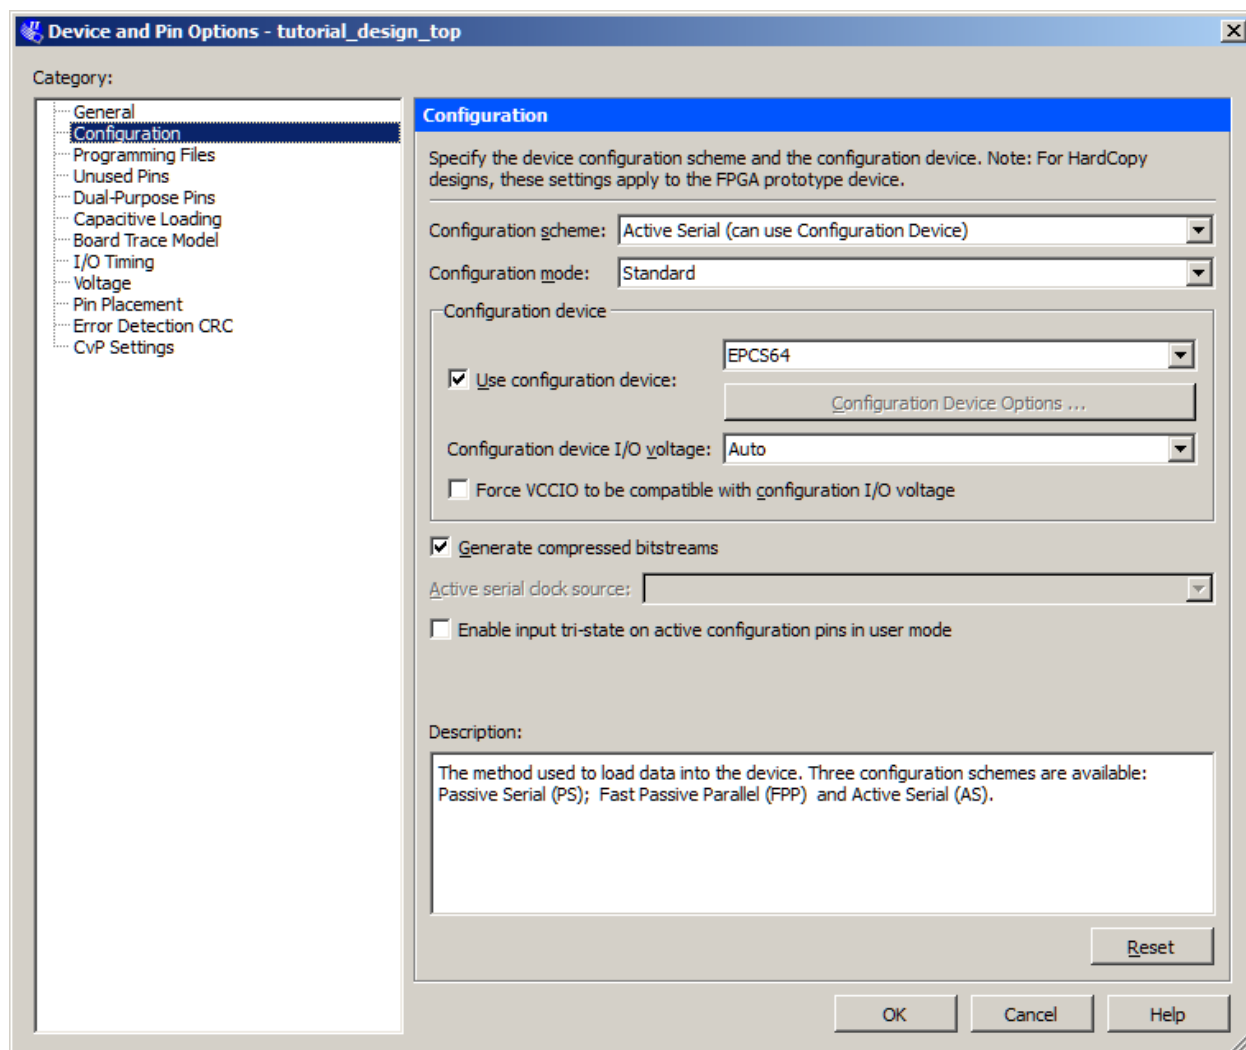 Device and Pin Options - tutorial_design_top
Category:
General
Configuration
Programming Files
Unused Pins
Dual-Purpose Pins
Capacitive Loading
Board Trace Model
I/O Timing
Voltage
Pin Placement
Error Detection CRC
CvP Settings
Configuration
Specify the device configuration scheme and the configuration device. Note: For HardCopy
designs, these settings apply to the FPGA prototype device.
Configuration scheme: Active Serial (can use Configuration Device)
Configuration mode: Standard
Configuration device
EPCS64
Use configuration device:
Configuration Device Options ...
Configuration device I/O voltage: Auto
Force VCCIO to be compatible with configuration I/O voltage
Generate compressed bitstreams
Active serial clock source:
Enable input tri-state on active configuration pins in user mode
Description:
The method used to load data into the device. Three configuration schemes are available:
Passive Serial (PS); Fast Passive Parallel (FPP) and Active Serial (AS).
Reset
OK Cancel Help